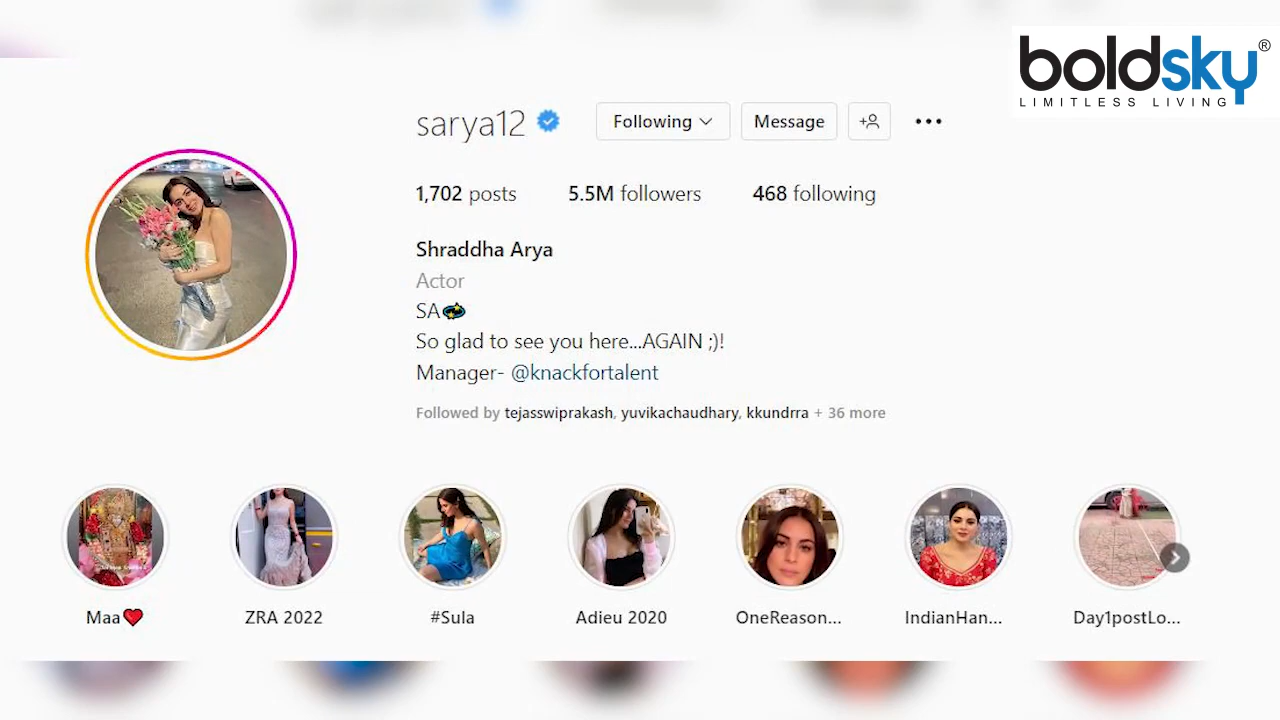 boldsky®
LIMITLESS LIVING
sarya12 Following Message
1,702 posts 5.5M followers 468 following
Shraddha Arya
Actor
SA💫
So glad to see you here...AGAIN ;)!
Manager- @knackfortalent
Followed by tejasswiprakash, yuvikachaudhary, kkundrra + 36 more
Maa❤️ ZRA 2022 #Sula Adieu 2020 OneReason... IndianHan... Day1postLo...